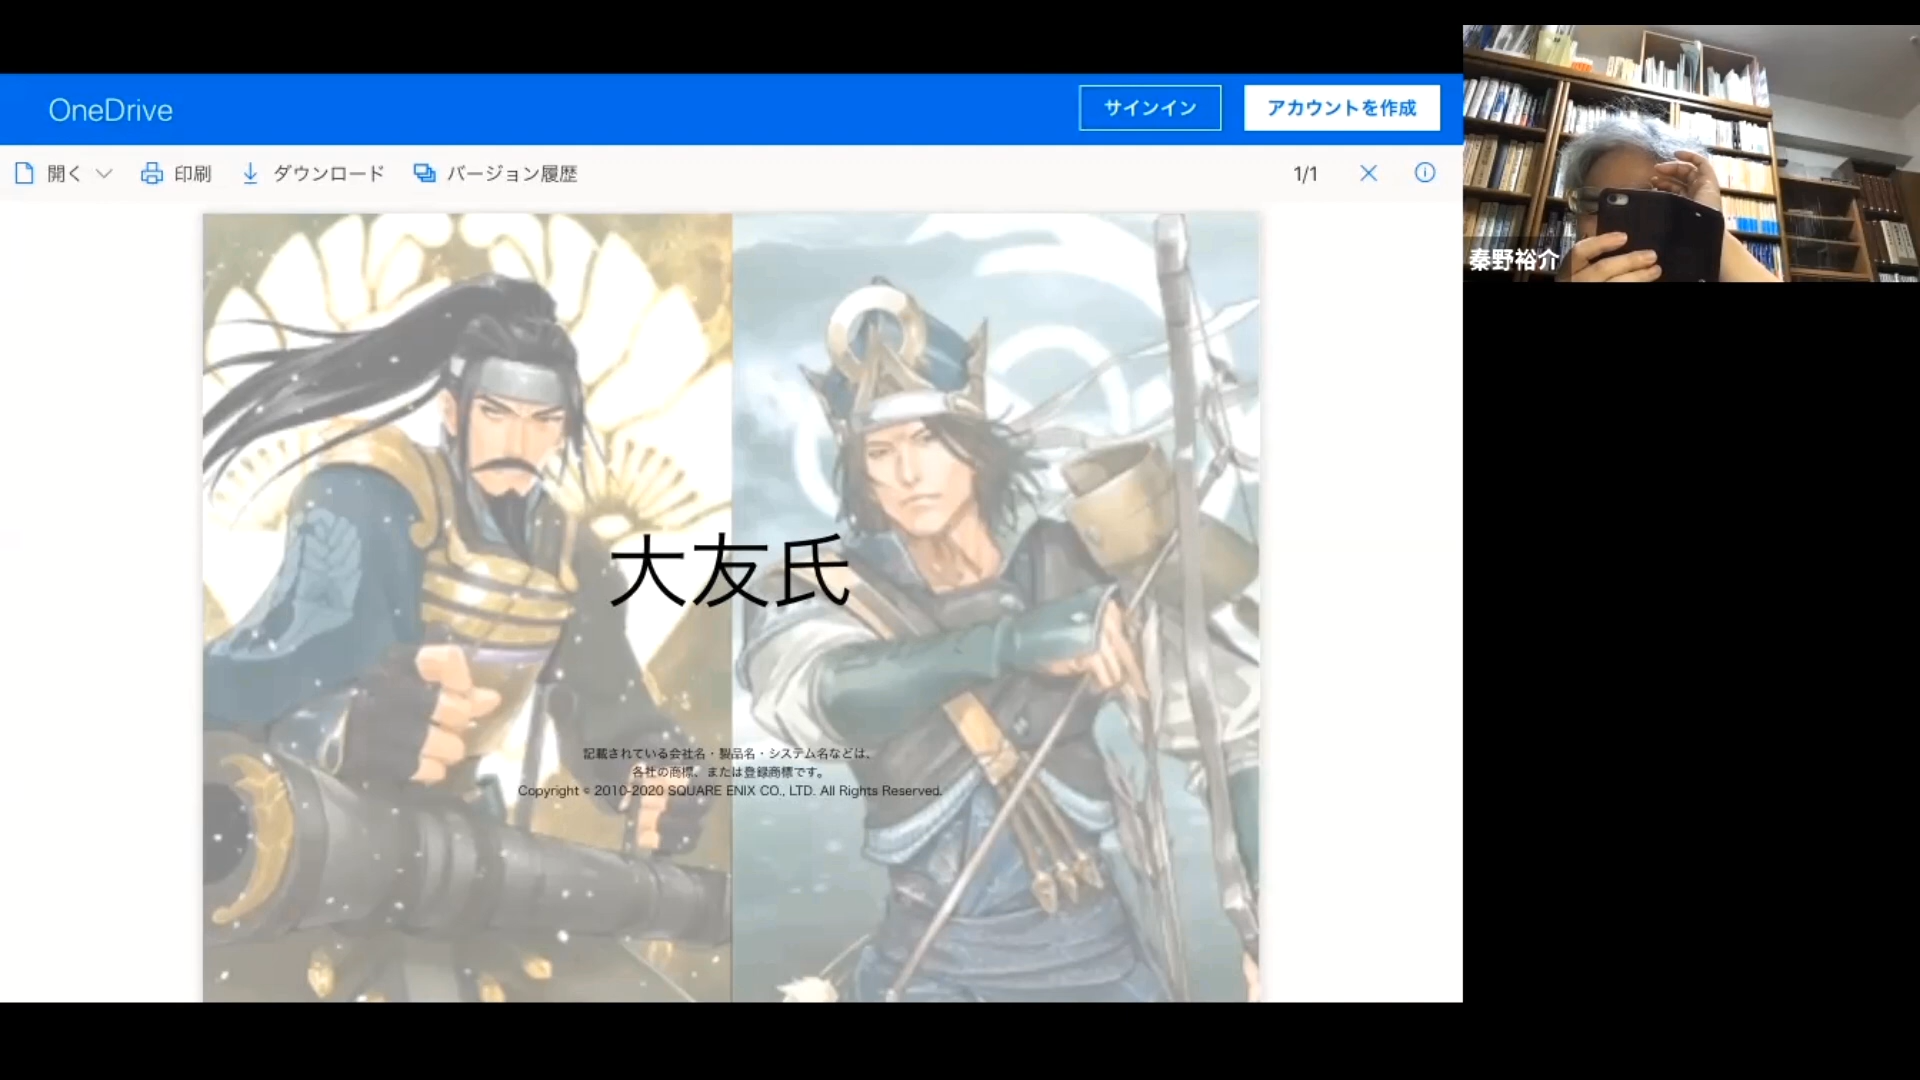 OneDrive
サインイン
アカウントを作成
開く
印刷
ダウンロード
バージョン履歴
1/1
秦野裕介
大友氏
記載されている会社名・製品名・システム名などは、
各社の商標、または登録商標です。
Copyright © 2010-2020 SQUARE ENIX CO., LTD. All Rights Reserved.